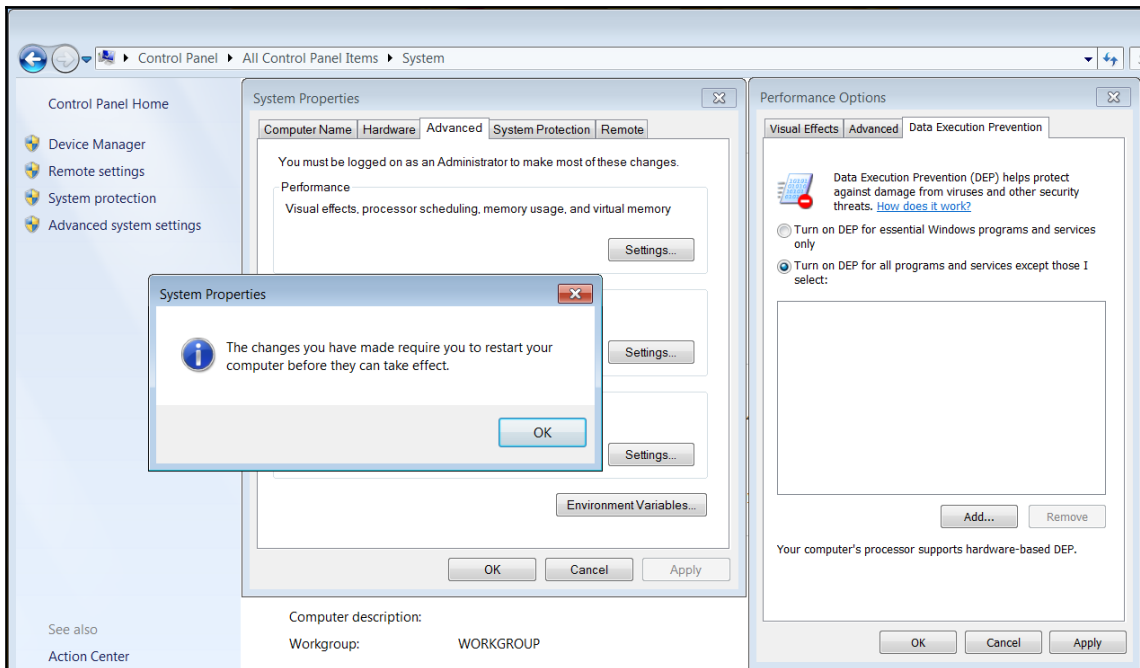 Control Panel All Control Panel Items System
Control Panel Home
Device Manager
Remote settings
System protection
Advanced system settings
See also
Action Center
System Properties
Computer Name Hardware Advanced System Protection Remote
You must be logged on as an Administrator to make most of these changes.
Performance
Visual effects, processor scheduling, memory usage, and virtual memory
Settings...
Settings...
Settings...
Environment Variables...
OK Cancel Apply
System Properties
The changes you have made require you to restart your
computer before they can take effect.
OK
Computer description:
Workgroup: WORKGROUP
Performance Options
Visual Effects Advanced Data Execution Prevention
Data Execution Prevention (DEP) helps protect
against damage from viruses and other security
threats. How does it work?
Turn on DEP for essential Windows programs and services
only
Turn on DEP for all programs and services except those I
select:
Add... Remove
Your computer's processor supports hardware-based DEP.
OK Cancel Apply